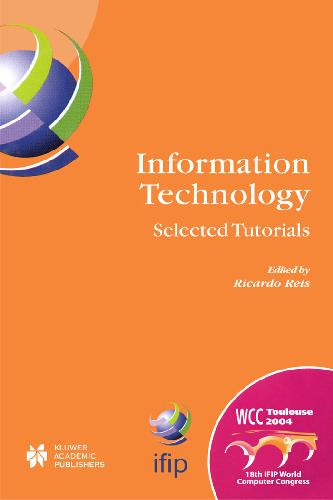 Information
Technology
Selected Tutorials
Edited by
Ricardo Reis
WCC Toulouse
2004
18th IFIP World
Computer Congress
KLUWER
ACADEMIC
PUBLISHERS
ifip